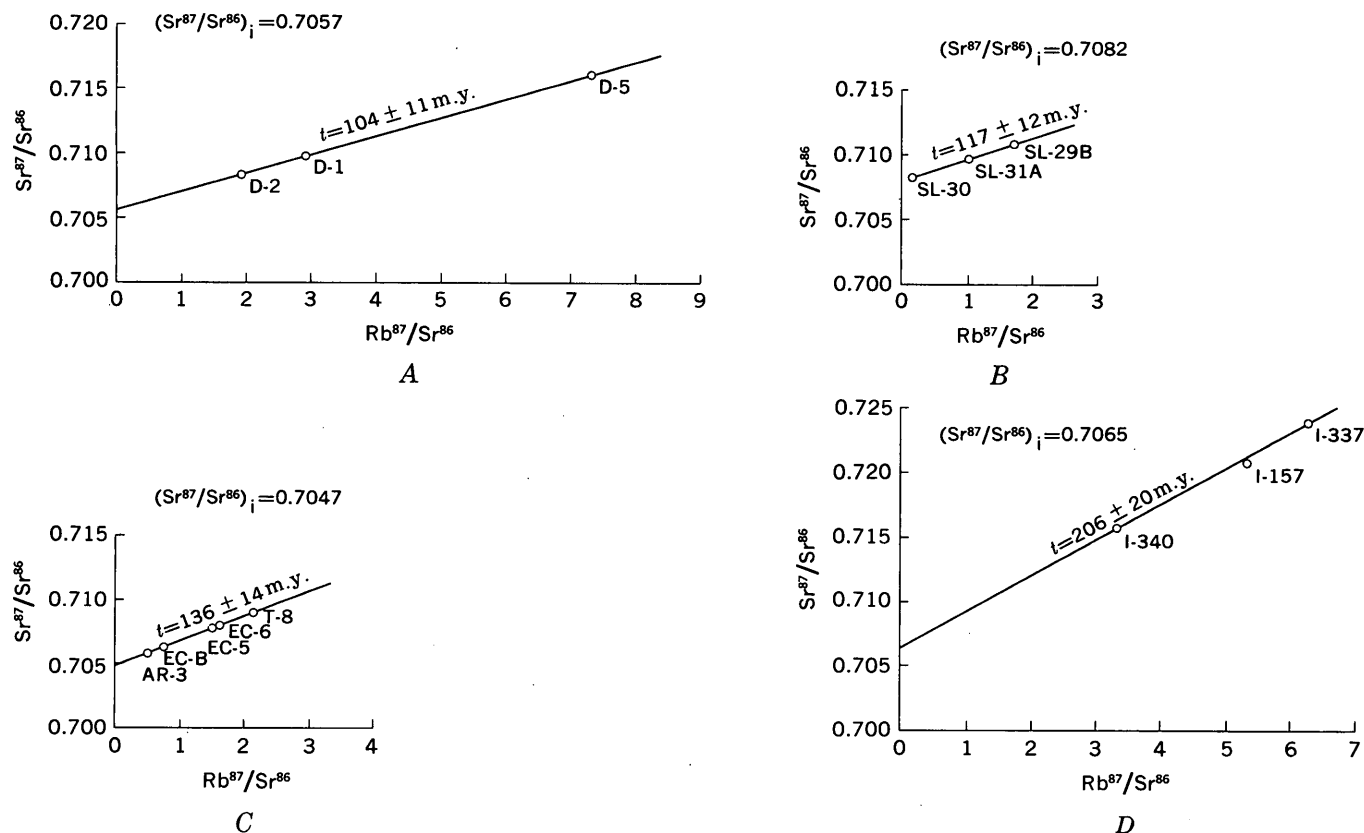 (Sr⁸⁷/Sr⁸⁶)ᵢ=0.7057
0.720
0.715
0.710
0.705
0.700
Sr⁸⁷/Sr⁸⁶
t=104 ± 11 m.y.
D-2
D-1
D-5
0 1 2 3 4 5 6 7 8 9
Rb⁸⁷/Sr⁸⁶
A
(Sr⁸⁷/Sr⁸⁶)ᵢ=0.7082
0.715
0.710
0.705
0.700
Sr⁸⁷/Sr⁸⁶
t=117 ± 12 m.y.
SL-29B
SL-31A
SL-30
0 1 2 3
Rb⁸⁷/Sr⁸⁶
B
(Sr⁸⁷/Sr⁸⁶)ᵢ=0.7047
0.715
0.710
0.705
0.700
Sr⁸⁷/Sr⁸⁶
t=136 ± 14 m.y.
T-8
EC-6
EC-5
EC-B
AR-3
0 1 2 3 4
Rb⁸⁷/Sr⁸⁶
C
(Sr⁸⁷/Sr⁸⁶)ᵢ=0.7065
0.725
0.720
0.715
0.710
0.705
0.700
Sr⁸⁷/Sr⁸⁶
t=206 ± 20 m.y.
I-337
I-157
I-340
0 1 2 3 4 5 6 7
Rb⁸⁷/Sr⁸⁶
D